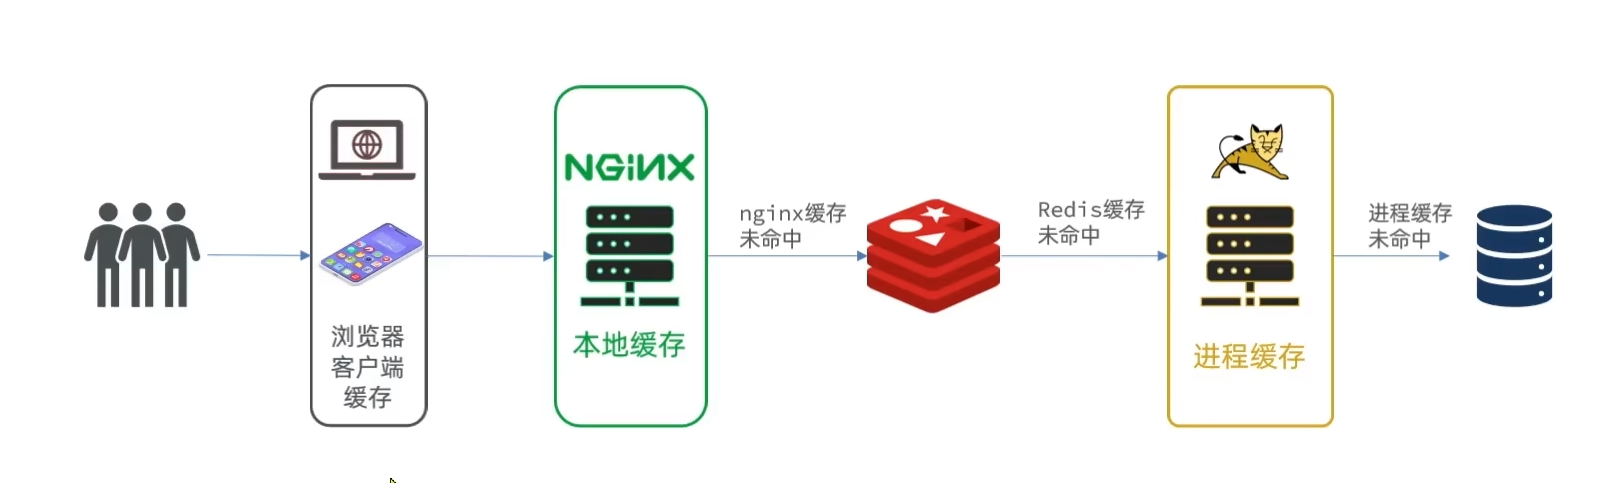 浏览器
客户端
缓存
NGINX
本地缓存
nginx缓存
未命中
Redis缓存
未命中
进程缓存
进程缓存
未命中